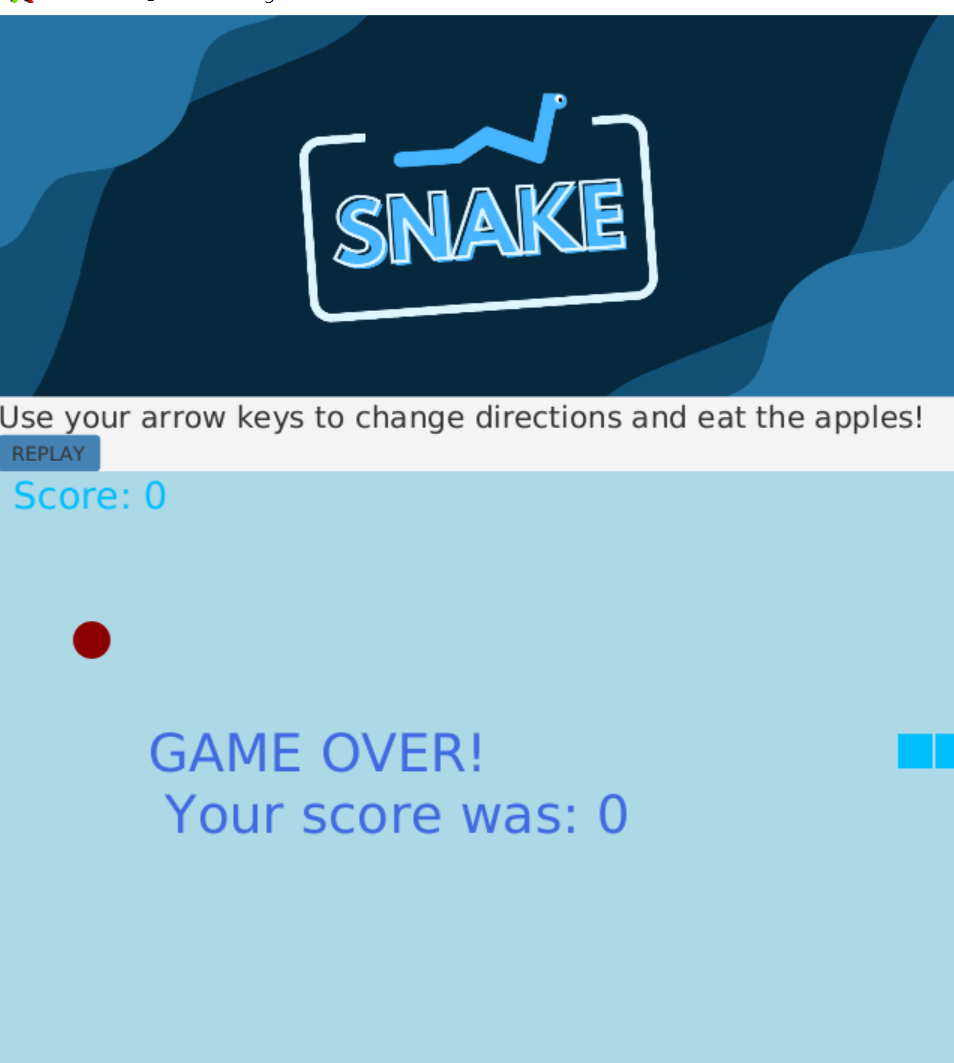 SNAKE
Use your arrow keys to change directions and eat the apples!
REPLAY
Score: 0
GAME OVER!
Your score was: 0